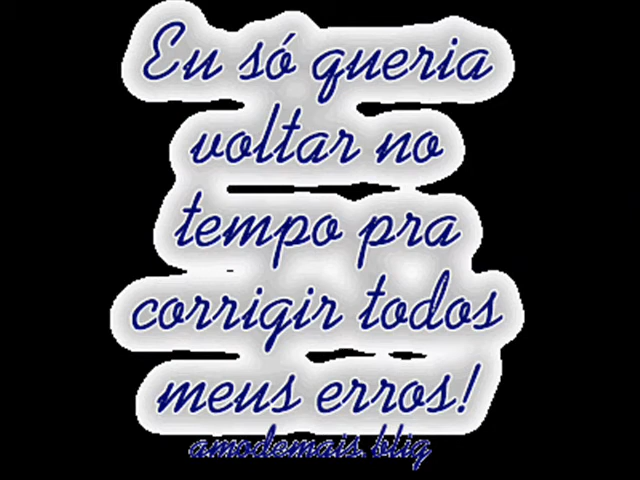 Eu só queria
voltar no
tempo pra
corrigir todos
meus erros!
amodemais.blig